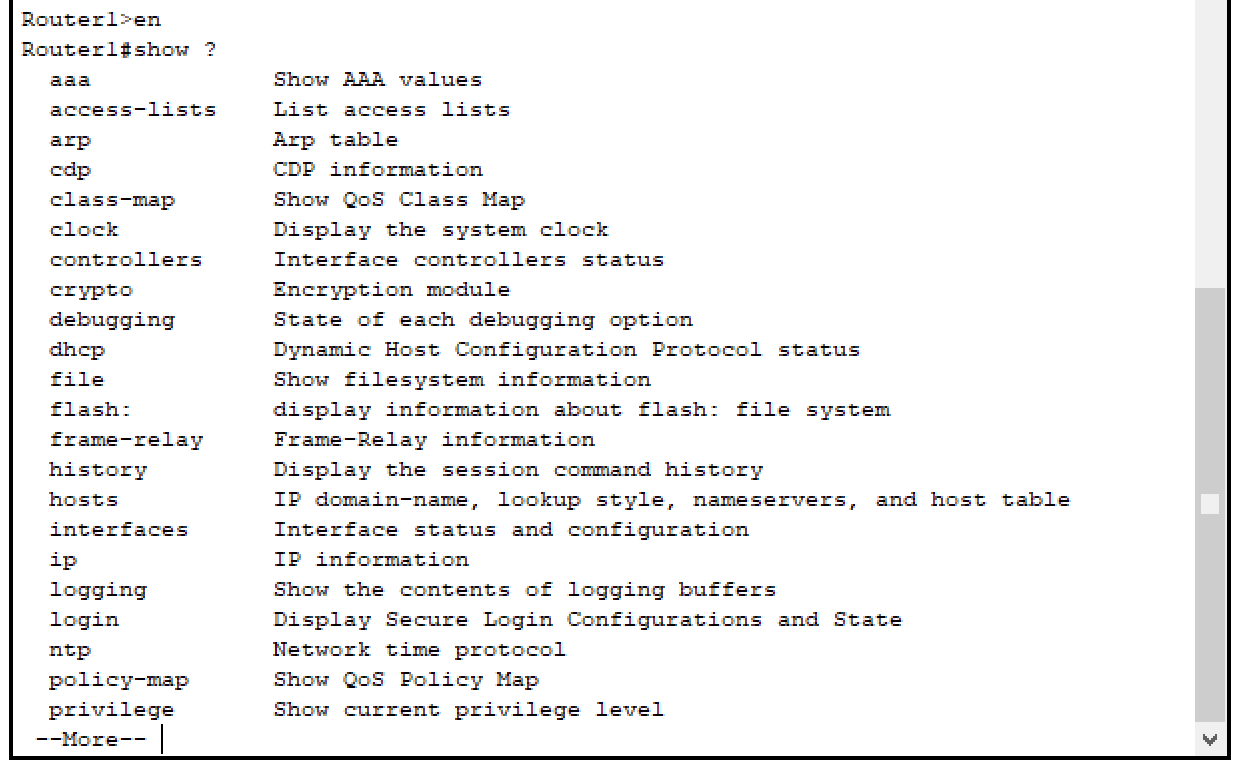 Router1>en
Router1#show ?
  aaa             Show AAA values
  access-lists    List access lists
  arp             Arp table
  cdp             CDP information
  class-map       Show QoS Class Map
  clock           Display the system clock
  controllers     Interface controllers status
  crypto          Encryption module
  debugging       State of each debugging option
  dhcp            Dynamic Host Configuration Protocol status
  file            Show filesystem information
  flash:          display information about flash: file system
  frame-relay     Frame-Relay information
  history         Display the session command history
  hosts           IP domain-name, lookup style, nameservers, and host table
  interfaces      Interface status and configuration
  ip              IP information
  logging         Show the contents of logging buffers
  login           Display Secure Login Configurations and State
  ntp             Network time protocol
  policy-map      Show QoS Policy Map
  privilege       Show current privilege level
 --More--